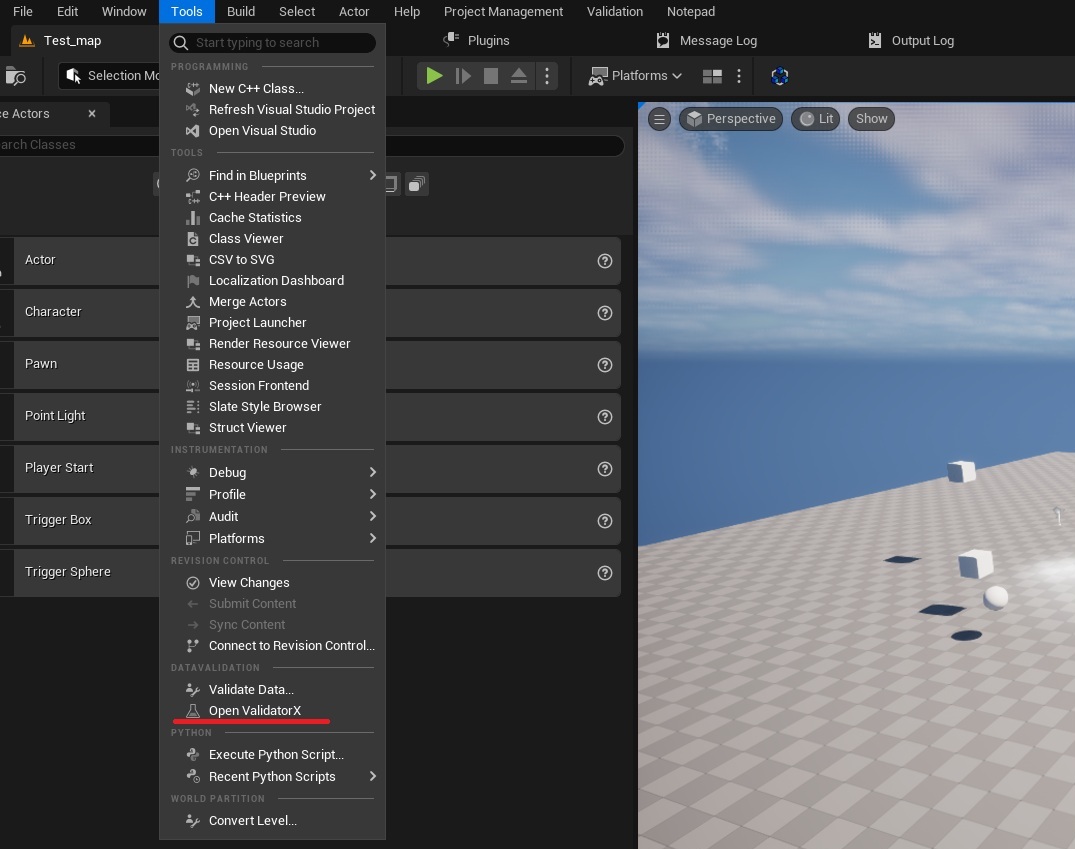 File Edit Window Tools Build Select Actor Help Project Management Validation Notepad
Test_map Plugins Message Log Output Log
Selection Mo Platforms
ce Actors
arch Classes
Actor
Character
Pawn
Point Light
Player Start
Trigger Box
Trigger Sphere
Start typing to search
PROGRAMMING
New C++ Class...
Refresh Visual Studio Project
Open Visual Studio
TOOLS
Find in Blueprints
C++ Header Preview
Cache Statistics
Class Viewer
CSV to SVG
Localization Dashboard
Merge Actors
Project Launcher
Render Resource Viewer
Resource Usage
Session Frontend
Slate Style Browser
Struct Viewer
INSTRUMENTATION
Debug
Profile
Audit
Platforms
REVISION CONTROL
View Changes
Submit Content
Sync Content
Connect to Revision Control...
DATAVALIDATION
Validate Data...
Open ValidatorX
PYTHON
Execute Python Script...
Recent Python Scripts
WORLD PARTITION
Convert Level...
Perspective Lit Show